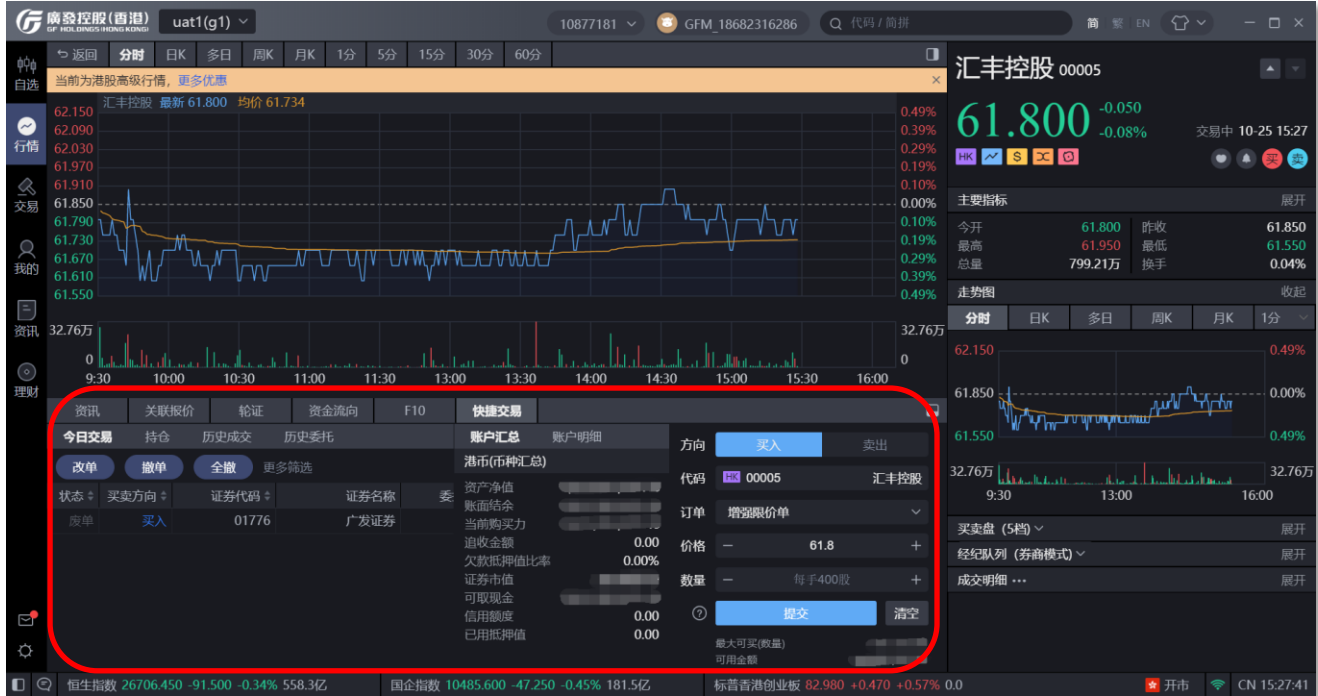 廣發控股(香港)
GF HOLDINGS (HONG KONG)
uat1(g1)
10877181
GFM_18682316286
代码 / 简拼
简 繁 EN
自选
行情
交易
我的
资讯
理财
返回 分时 日K 多日 周K 月K 1分 5分 15分 30分 60分
当前为港股高级行情，更多优惠
汇丰控股 最新 61.800 均价 61.734
62.150 0.49%
62.090 0.39%
62.030 0.29%
61.970 0.19%
61.910 0.10%
61.850 0.00%
61.790 0.10%
61.730 0.19%
61.670 0.29%
61.610 0.39%
61.550 0.49%
32.76万 32.76万
0 0
9:30 10:00 10:30 11:00 11:30 13:00 13:30 14:00 14:30 15:00 15:30 16:00
资讯 关联报价 轮证 资金流向 F10 快捷交易
今日交易 持仓 历史成交 历史委托
改单 撤单 全撤 更多筛选
状态 买卖方向 证券代码 证券名称 委
废单 买入 01776 广发证券
账户汇总 账户明细
港币(币种汇总)
资产净值
账面结余
当前购买力
追收金额 0.00
欠款抵押值比率 0.00%
证券市值
可取现金
信用额度 0.00
已用抵押值 0.00
方向 买入 卖出
代码 HK 00005 汇丰控股
订单 增强限价单
价格 － 61.8 +
数量 － 每手400股 +
? 提交 清空
最大可买(数量)
可用金额
汇丰控股 00005
61.800 -0.050
-0.08%
交易中 10-25 15:27
HK $
买 卖
主要指标 展开
今开 61.800 昨收 61.850
最高 61.950 最低 61.550
总量 799.21万 换手 0.04%
走势图 收起
分时 日K 多日 周K 月K 1分
62.150 0.49%
61.850 0.00%
61.550 0.49%
32.76万 32.76万
9:30 13:00 16:00
买卖盘（5档） 展开
经纪队列（券商模式） 展开
成交明细 ••• 展开
恒生指数 26706.450 -91.500 -0.34% 558.3亿 国企指数 10485.600 -47.250 -0.45% 181.5亿 标普香港创业板 82.980 +0.470 +0.57% 0.0 开市 CN 15:27:41